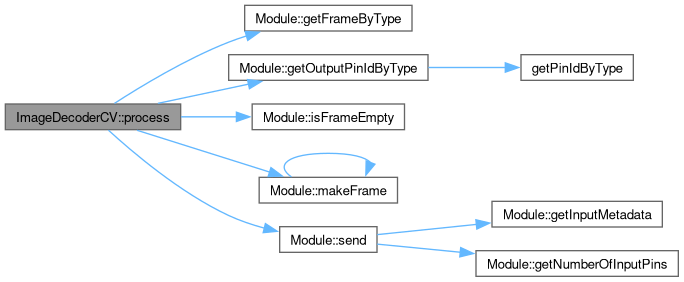 Module::getFrameByType
Module::getOutputPinIdByType
getPinIdByType
ImageDecoderCV::process
Module::isFrameEmpty
Module::makeFrame
Module::getInputMetadata
Module::send
Module::getNumberOfInputPins